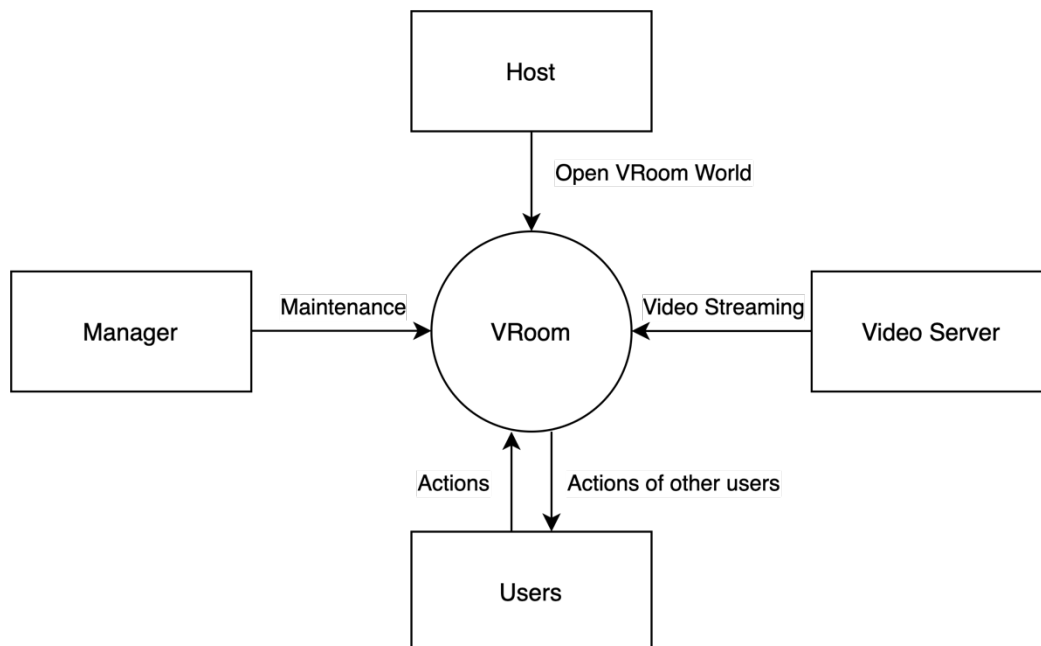 Host
Open VRoom World
Manager
Maintenance
VRoom
Video Streaming
Video Server
Actions
Actions of other users
Users